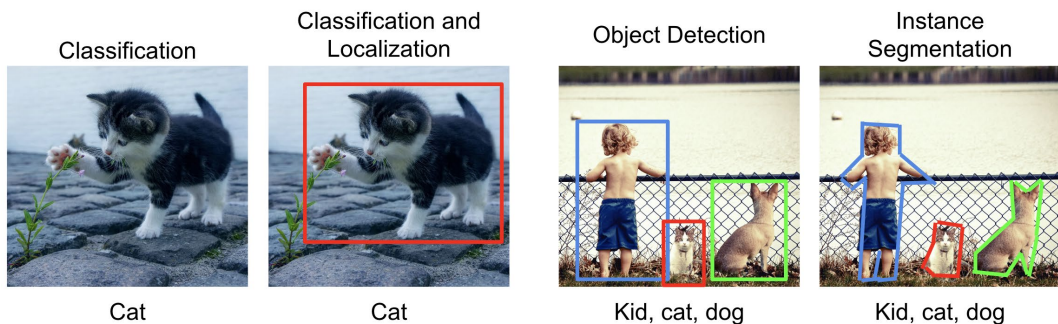 Classification
Classification and
Localization
Object Detection
Instance
Segmentation
Cat
Cat
Kid, cat, dog
Kid, cat, dog